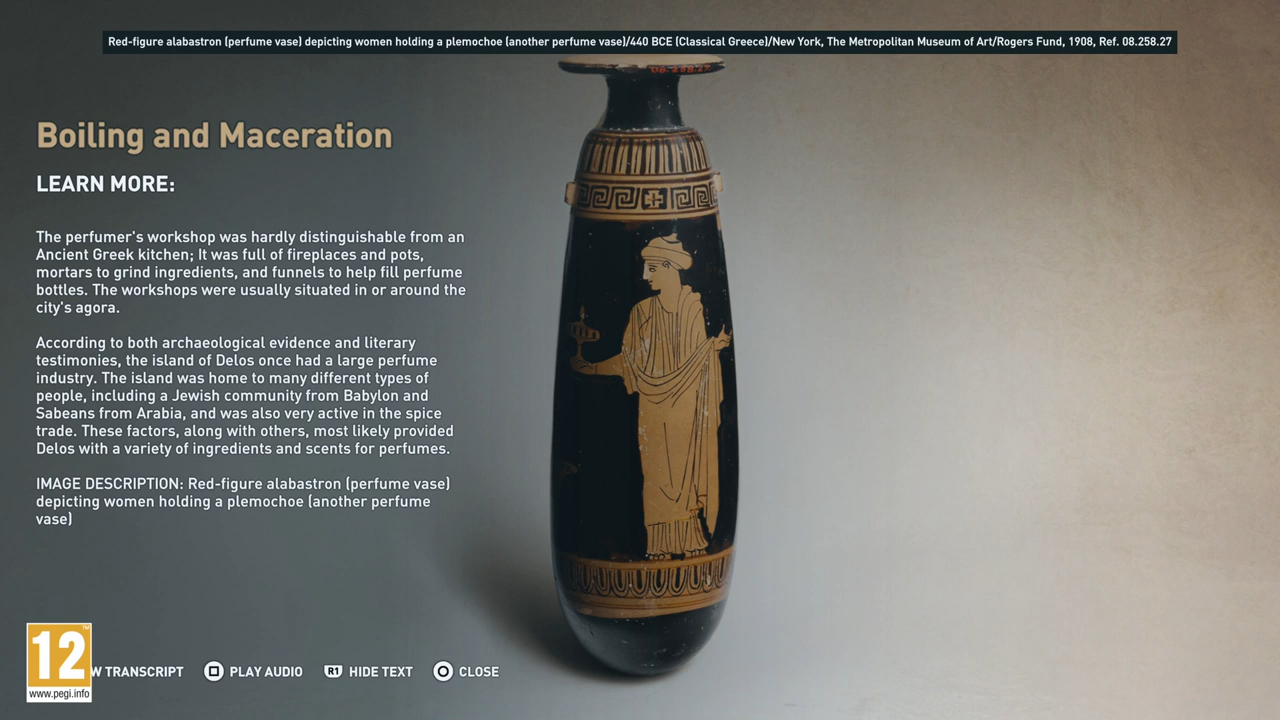 Red-figure alabastron (perfume vase) depicting women holding a plemochoe (another perfume vase)/440 BCE (Classical Greece)/New York, The Metropolitan Museum of Art/Rogers Fund, 1908, Ref. 08.258.27
08.258.27
Boiling and Maceration
LEARN MORE:
The perfumer's workshop was hardly distinguishable from an
Ancient Greek kitchen; It was full of fireplaces and pots,
mortars to grind ingredients, and funnels to help fill perfume
bottles. The workshops were usually situated in or around the
city's agora.
According to both archaeological evidence and literary
testimonies, the island of Delos once had a large perfume
industry. The island was home to many different types of
people, including a Jewish community from Babylon and
Sabeans from Arabia, and was also very active in the spice
trade. These factors, along with others, most likely provided
Delos with a variety of ingredients and scents for perfumes.
IMAGE DESCRIPTION: Red-figure alabastron (perfume vase)
depicting women holding a plemochoe (another perfume
vase)
12
www.pegi.info
W TRANSCRIPT PLAY AUDIO R1 HIDE TEXT CLOSE